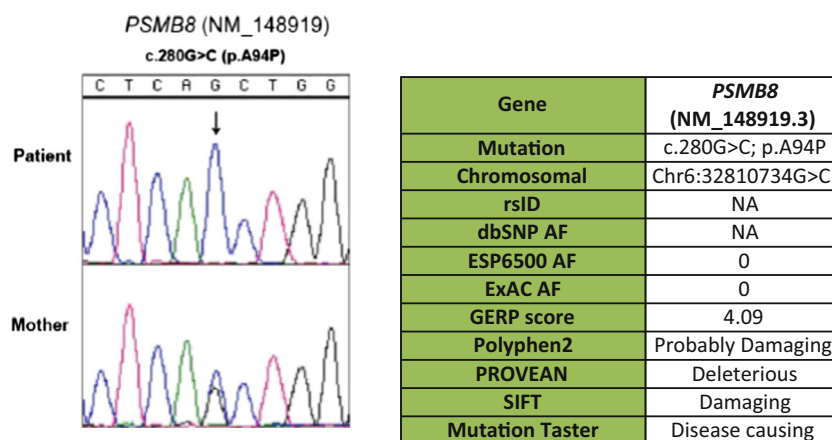 PSMB8 (NM_148919)
c.280G>C (p.A94P)
C T C A G C T G G
Patient
Mother
Gene PSMB8 (NM_148919.3)
Mutation c.280G>C; p.A94P
Chromosomal Chr6:32810734G>C
rsID NA
dbSNP AF NA
ESP6500 AF 0
ExAC AF 0
GERP score 4.09
Polyphen2 Probably Damaging
PROVEAN Deleterious
SIFT Damaging
Mutation Taster Disease causing